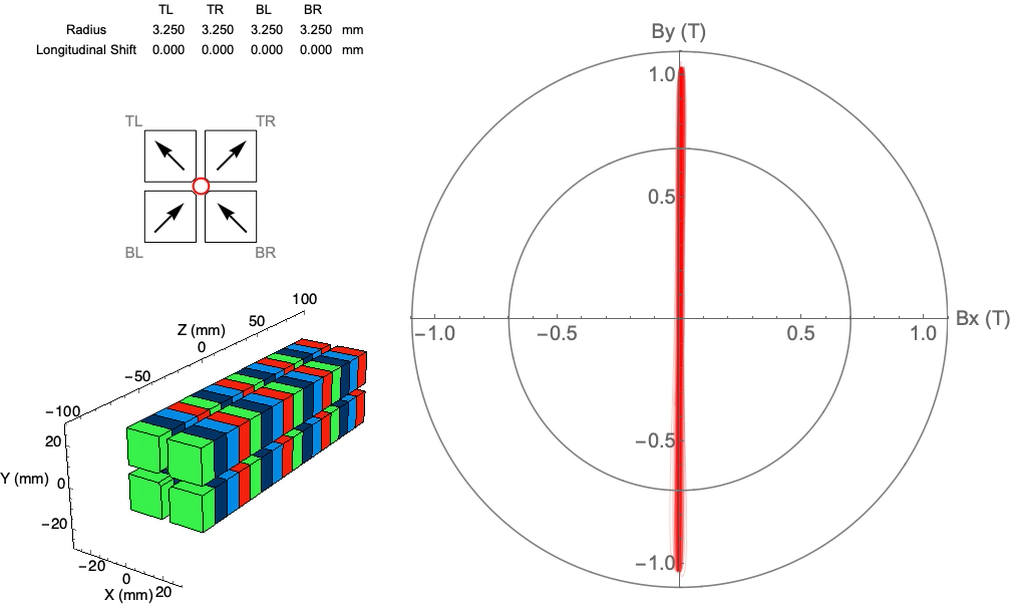 TL TR BL BR
Radius 3.250 3.250 3.250 3.250 mm
Longitudinal Shift 0.000 0.000 0.000 0.000 mm
TL TR
BL BR
Z (mm)
−100 −50 0 50 100
Y (mm)
20
0
−20
X (mm)
−20 0 20
By (T)
1.0
0.5
−1.0 −0.5 0.5 1.0 Bx (T)
−0.5
−1.0